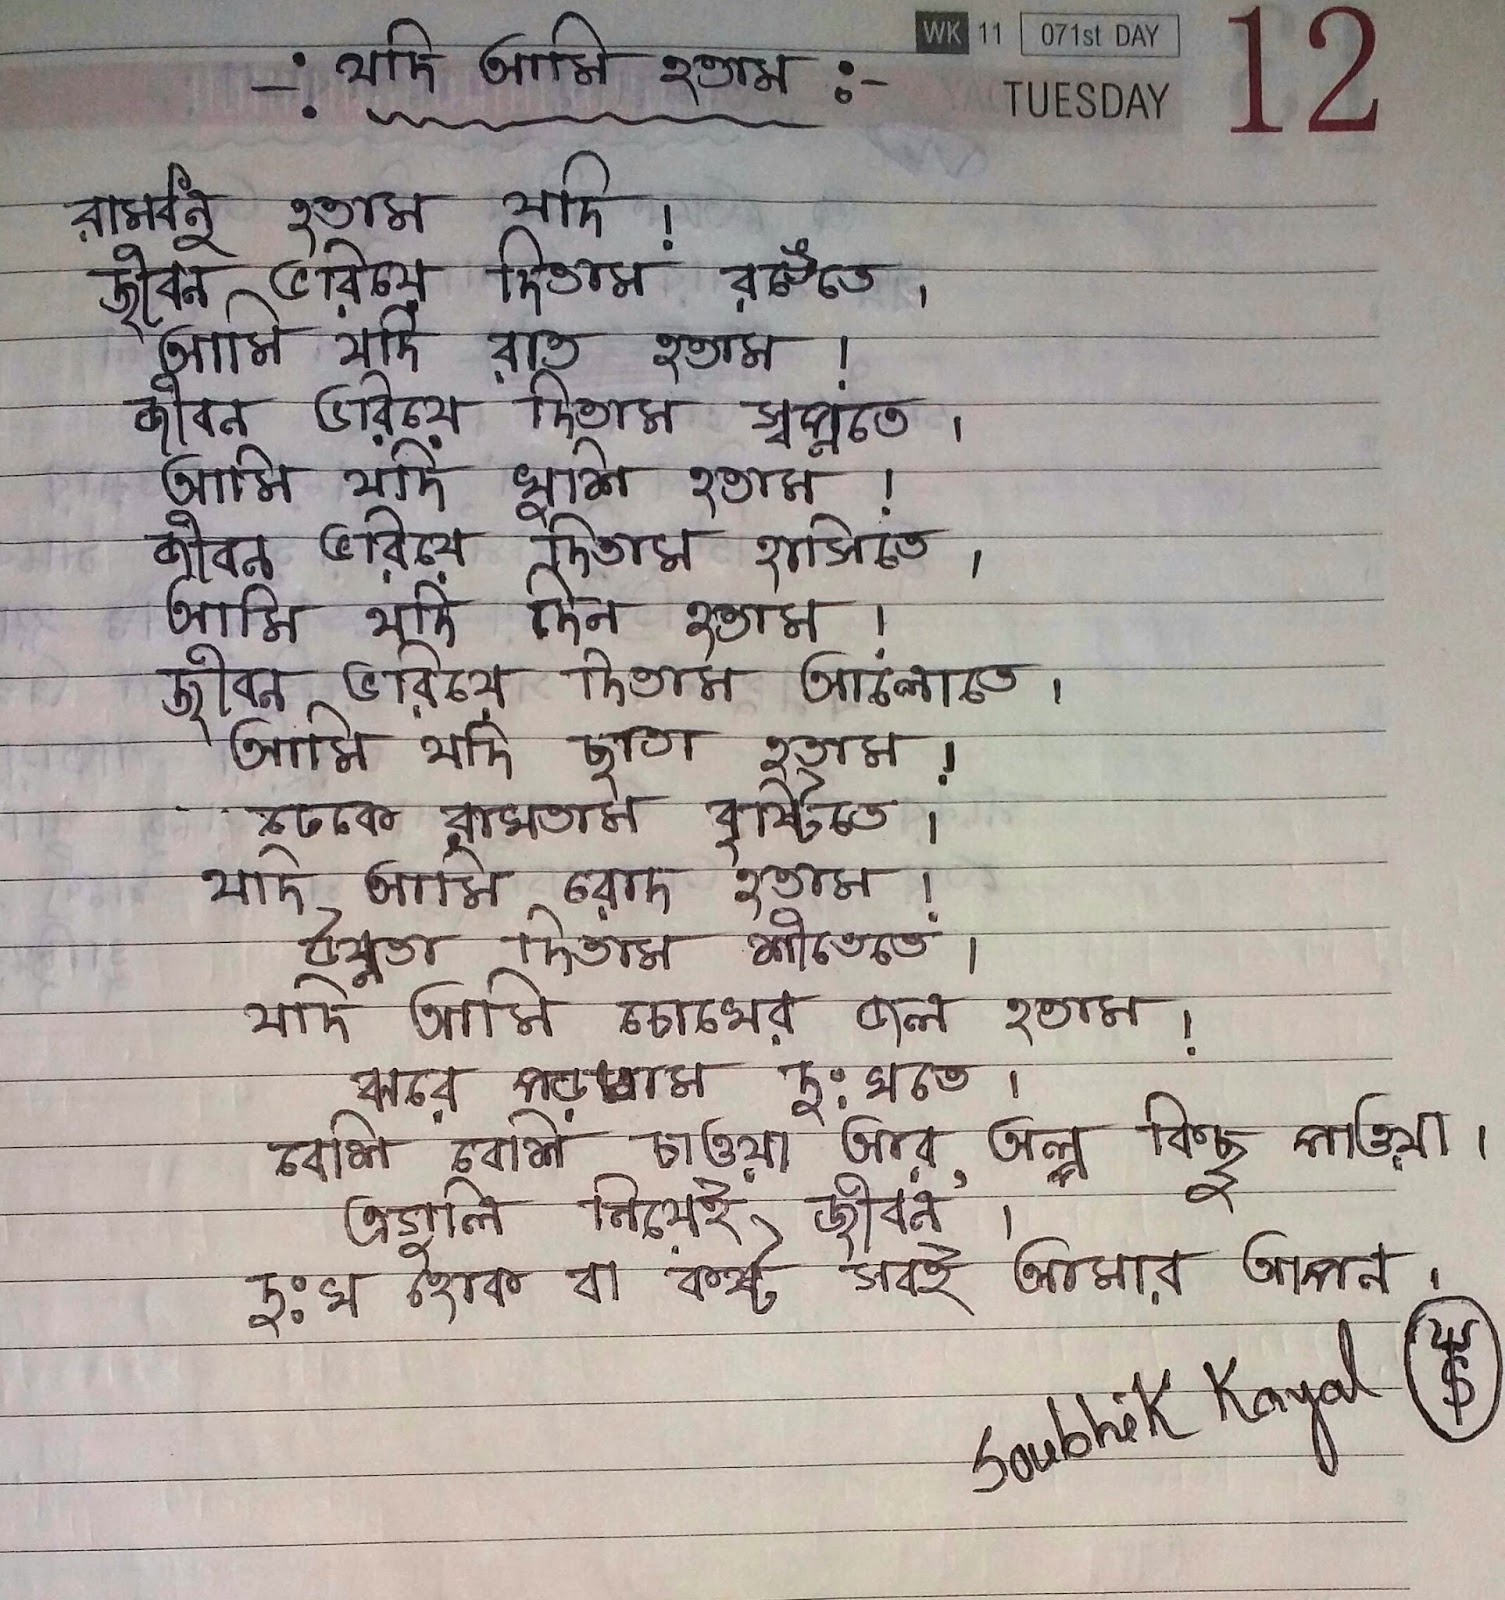 WK 11 071st DAY
TUESDAY 12
-: যদি আমি হতাম :-
রামধনু হতাম যদি !
জীবন ভরিয়ে দিতাম রঙেতে ।
আমি যদি রাত হতাম !
জীবন ভরিয়ে দিতাম স্বপ্নতে ।
আমি যদি খুশি হতাম !
জীবন ভরিয়ে দিতাম হাসিতে ।
আমি যদি দিন হতাম !
জীবন ভরিয়ে দিতাম আলোতে ।
আমি যদি ছাতা হতাম !
ঢেকে রাখতাম বৃষ্টিতে ।
যদি আমি রোদ হতাম !
উষ্ণতা দিতাম শীতেতে ।
যদি আমি চোখের জল হতাম !
ঝরে পড়তাম দুঃখতে ।
বেশি বেশি চাওয়া আর, অল্প কিছু পাওয়া ।
এগুলি নিয়েই, জীবন ।
দুঃখ হোক বা কষ্ট সবই আমার আপন ।
Soubhik Kayal